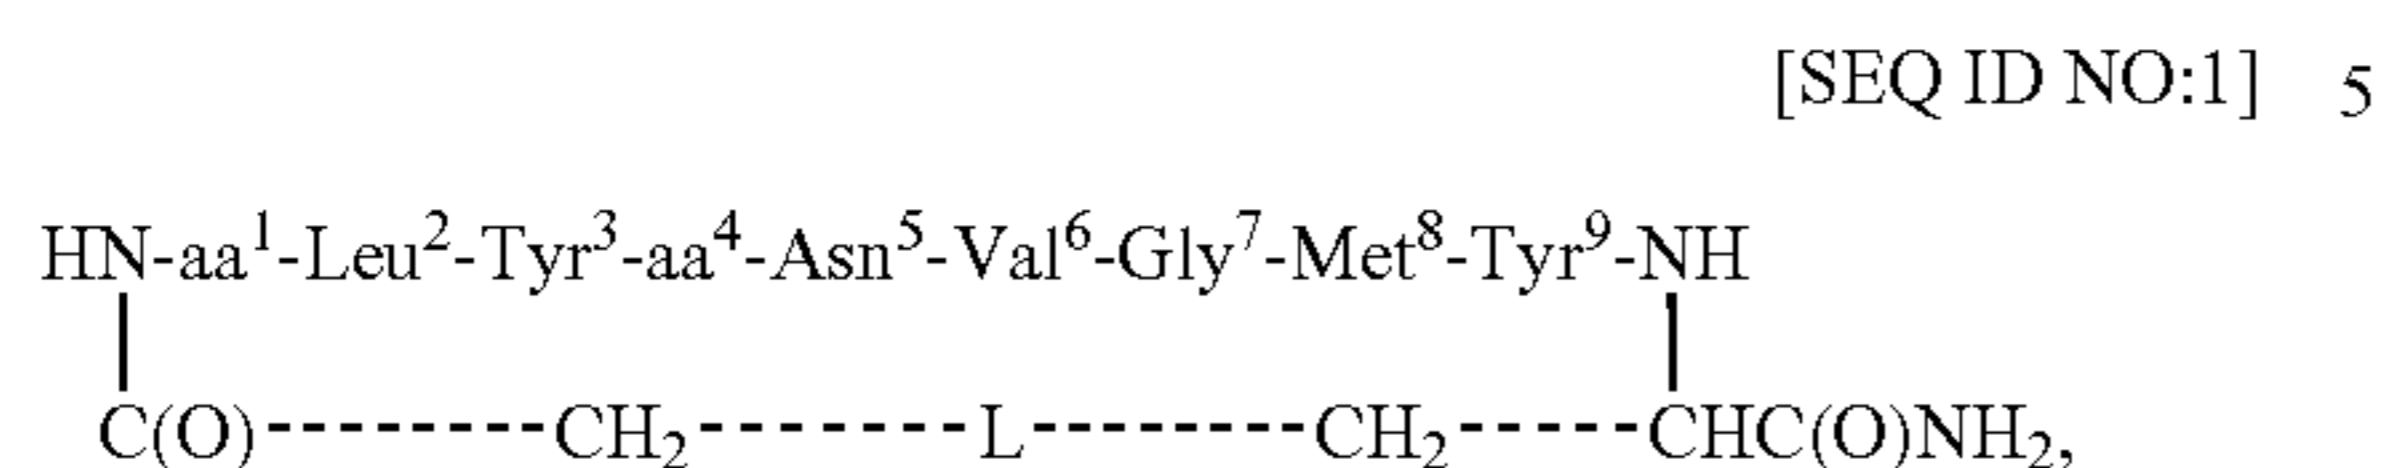 [SEQ ID NO:1] 5
HN-aa¹-Leu²-Tyr³-aa⁴-Asn⁵-Val⁶-Gly⁷-Met⁸-Tyr⁹-NH
C(O)---------CH₂---------L---------CH₂-----CHC(O)NH₂,